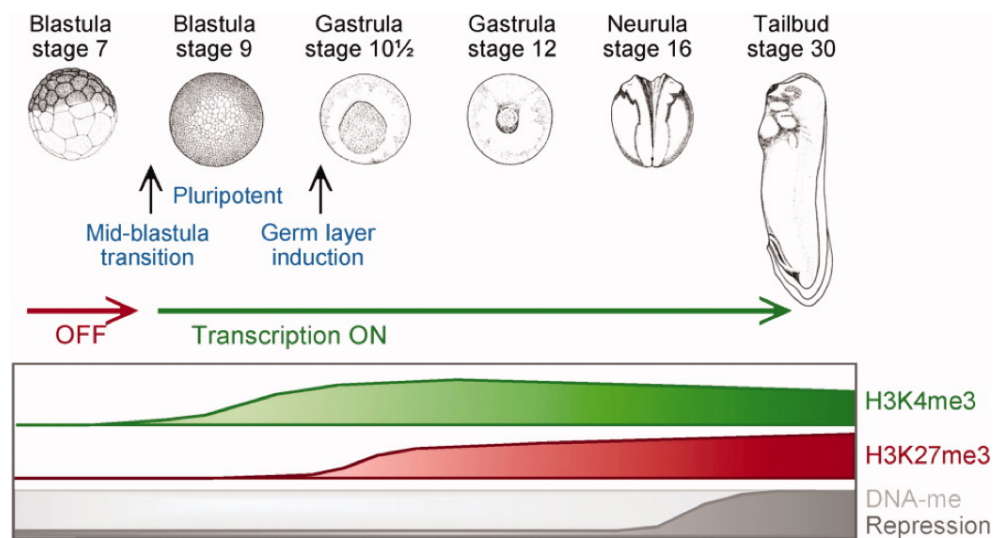 Blastula
stage 7
Blastula
stage 9
Gastrula
stage 10½
Gastrula
stage 12
Neurula
stage 16
Tailbud
stage 30
Pluripotent
Mid-blastula
transition
Germ layer
induction
OFF
Transcription ON
H3K4me3
H3K27me3
DNA-me
Repression